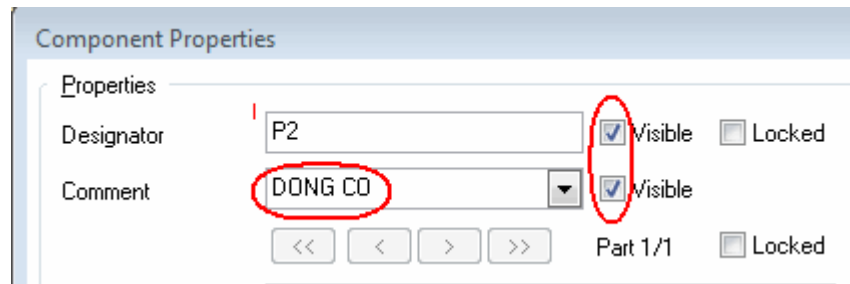 Component Properties
Properties
Designator P2 Visible Locked
Comment DONG CO Visible
<< < > >> Part 1/1 Locked